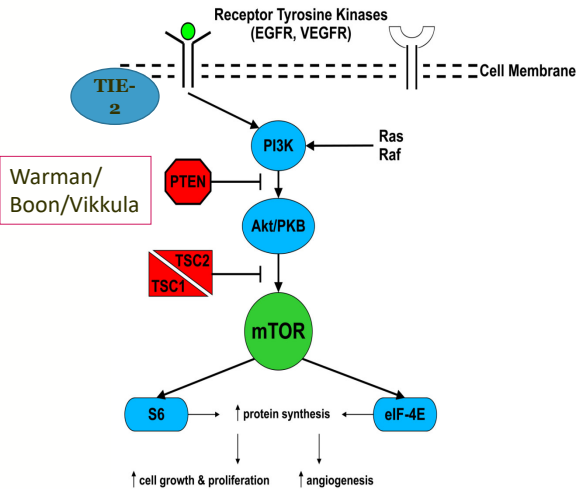 Receptor Tyrosine Kinases
(EGFR, VEGFR)
Cell Membrane
TIE-
2
PI3K
Ras
Raf
Warman/
Boon/Vikkula
PTEN
Akt/PKB
TSC2
TSC1
mTOR
S6
↑ protein synthesis
eIF-4E
↑ cell growth & proliferation
↑ angiogenesis